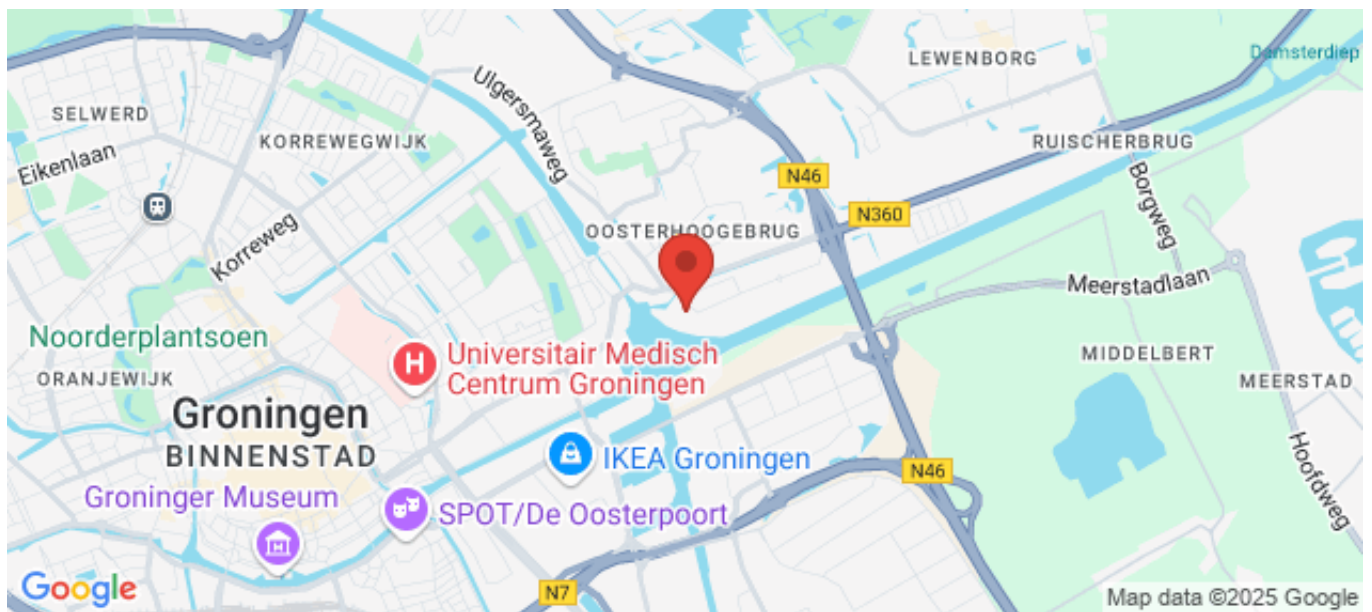 LEWENBORG
Damsterdiep
Ulgersmaweg
SELWERD
KORREWEGWIJK
RUISCHERBRUG
Eikenlaan
N46
Borgweg
N360
OOSTERHOOGEBRUG
Korreweg
Meerstadlaan
Noorderplantsoen
Universitair Medisch
Centrum Groningen
H
MIDDELBERT
ORANJEWIJK
MEERSTAD
Groningen
BINNENSTAD
IKEA Groningen
N46
Hoofdweg
Groninger Museum
SPOT/De Oosterpoort
N7
Google
Map data ©2025 Google